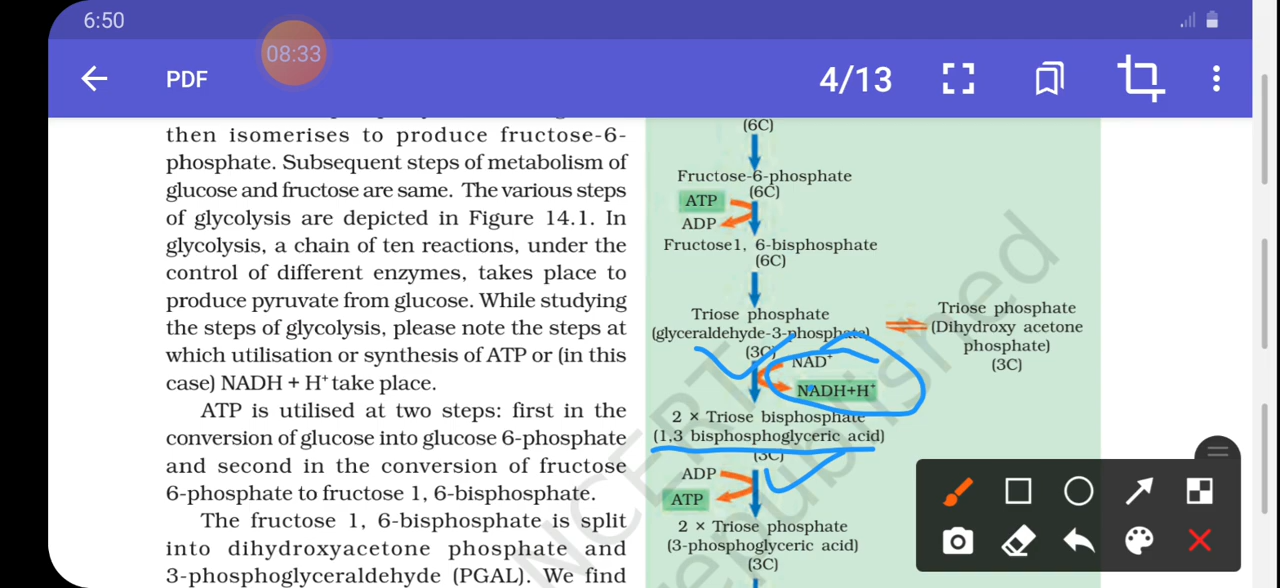 6:50
08:33
PDF
4/13
then isomerises to produce fructose-6-
phosphate. Subsequent steps of metabolism of
glucose and fructose are same. The various steps
of glycolysis are depicted in Figure 14.1. In
glycolysis, a chain of ten reactions, under the
control of different enzymes, takes place to
produce pyruvate from glucose. While studying
the steps of glycolysis, please note the steps at
which utilisation or synthesis of ATP or (in this
case) NADH + H⁺ take place.
ATP is utilised at two steps: first in the
conversion of glucose into glucose 6-phosphate
and second in the conversion of fructose
6-phosphate to fructose 1, 6-bisphosphate.
The fructose 1, 6-bisphosphate is split
into dihydroxyacetone phosphate and
3-phosphoglyceraldehyde (PGAL). We find
(6C)
Fructose-6-phosphate
(6C)
ATP
ADP
Fructose1, 6-bisphosphate
(6C)
Triose phosphate
(glyceraldehyde-3-phosphate)
(3C)
Triose phosphate
(Dihydroxy acetone
phosphate)
(3C)
NAD⁺
NADH+H⁺
2 × Triose bisphosphate
(1,3 bisphosphoglyceric acid)
(3C)
ADP
ATP
2 × Triose phosphate
(3-phosphoglyceric acid)
(3C)
NCERT
republished